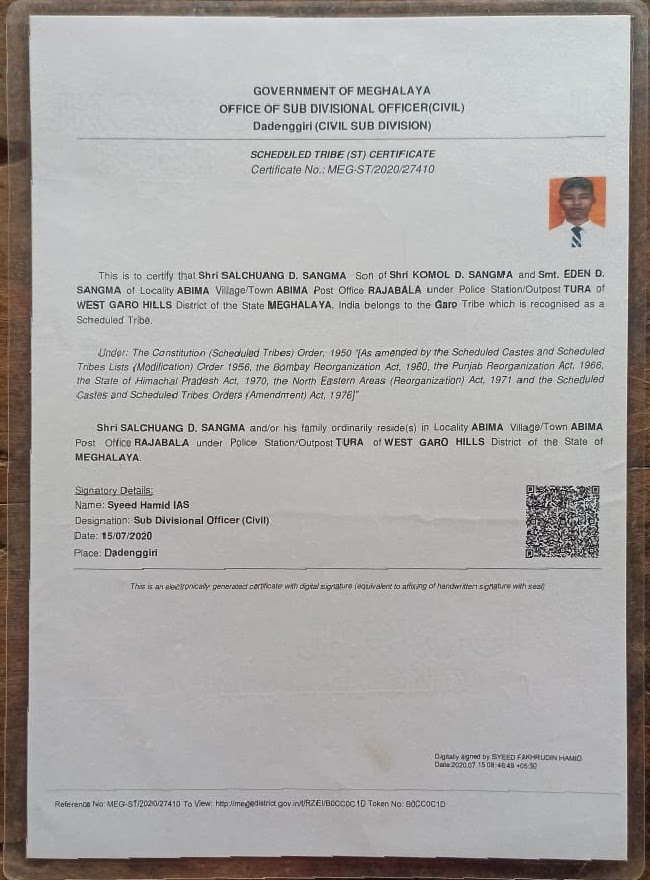 GOVERNMENT OF MEGHALAYA
OFFICE OF SUB DIVISIONAL OFFICER(CIVIL)
Dadenggiri (CIVIL SUB DIVISION)
SCHEDULED TRIBE (ST) CERTIFICATE
Certificate No.: MEG-ST/2020/27410
This is to certify that Shri SALCHUANG D. SANGMA Son of Shri KOMOL D. SANGMA and Smt. EDEN D.
SANGMA of Locality ABIMA Village/Town ABIMA Post Office RAJABALA under Police Station/Outpost TURA of
WEST GARO HILLS District of the State MEGHALAYA, India belongs to the Garo Tribe which is recognised as a
Scheduled Tribe.
Under: The Constitution (Scheduled Tribes) Order, 1950 "[As amended by the Scheduled Castes and Scheduled
Tribes Lists (Modification) Order 1956, the Bombay Reorganization Act, 1960, the Punjab Reorganization Act, 1966,
the State of Himachal Pradesh Act, 1970, the North Eastern Areas (Reorganization) Act, 1971 and the Scheduled
Castes and Scheduled Tribes Orders (Amendment) Act, 1976]"
Shri SALCHUANG D. SANGMA and/or his family ordinarily reside(s) in Locality ABIMA Village/Town ABIMA
Post Office RAJABALA under Police Station/Outpost TURA of WEST GARO HILLS District of the State of
MEGHALAYA.
Signatory Details:
Name: Syeed Hamid IAS
Designation: Sub Divisional Officer (Civil)
Date: 15/07/2020
Place: Dadenggiri
This is an electronically generated certificate with digital signature (equivalent to affixing of handwritten signature with seal)
Digitally signed by SYEED FAKHRUDIN HAMID
Date:2020.07.15 08:48:49 +05:30
Reference No: MEG-ST/2020/27410 To View: http://megedistrict.gov.in/t/RZEI/B0CC0C1D Token No: B0CC0C1D